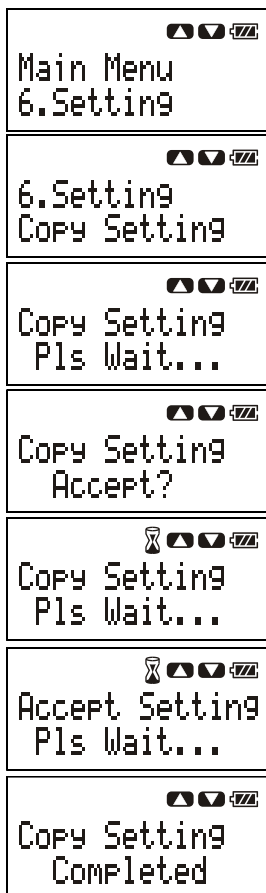 Main Menu
6.Setting
6.Setting
Copy Setting
Copy Setting
Pls Wait...
Copy Setting
Accept?
Copy Setting
Pls Wait...
Accept Setting
Pls Wait...
Copy Setting
Completed